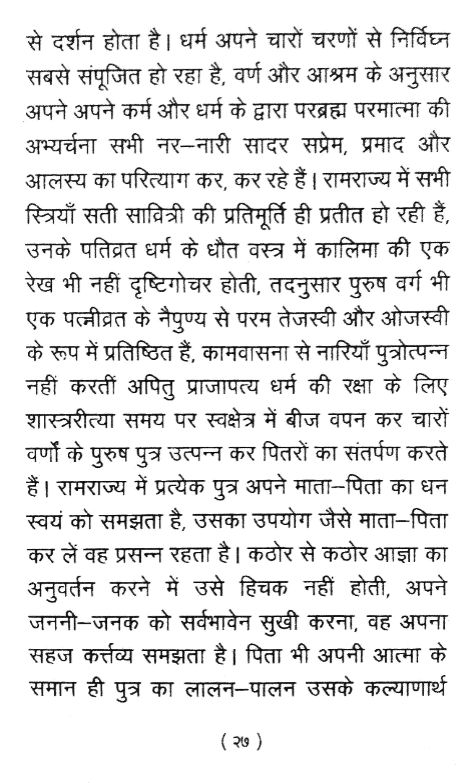 से दर्शन होता है। धर्म अपने चारों चरणों से निर्विघ्न
सबसे संपूजित हो रहा है, वर्ण और आश्रम के अनुसार
अपने अपने कर्म और धर्म के द्वारा परब्रह्म परमात्मा की
अभ्यर्चना सभी नर–नारी सादर सप्रेम, प्रमाद और
आलस्य का परित्याग कर, कर रहे हैं। रामराज्य में सभी
स्त्रियाँ सती सावित्री की प्रतिमूर्ति ही प्रतीत हो रही हैं,
उनके पतिव्रत धर्म के धौत वस्त्र में कालिमा की एक
रेख भी नहीं दृष्टिगोचर होती, तदनुसार पुरुष वर्ग भी
एक पत्नीव्रत के नैपुण्य से परम तेजस्वी और ओजस्वी
के रूप में प्रतिष्ठित हैं, कामवासना से नारियाँ पुत्रोत्पन्न
नहीं करतीं अपितु प्राजापत्य धर्म की रक्षा के लिए
शास्त्ररीत्या समय पर स्वक्षेत्र में बीज वपन कर चारों
वर्णों के पुरुष पुत्र उत्पन्न कर पितरों का संतर्पण करते
हैं। रामराज्य में प्रत्येक पुत्र अपने माता–पिता का धन
स्वयं को समझता है, उसका उपयोग जैसे माता–पिता
कर लें वह प्रसन्न रहता है। कठोर से कठोर आज्ञा का
अनुवर्तन करने में उसे हिचक नहीं होती, अपने
जननी–जनक को सर्वभावेन सुखी करना, वह अपना
सहज कर्त्तव्य समझता है। पिता भी अपनी आत्मा के
समान ही पुत्र का लालन–पालन उसके कल्याणार्थ
( २७ )